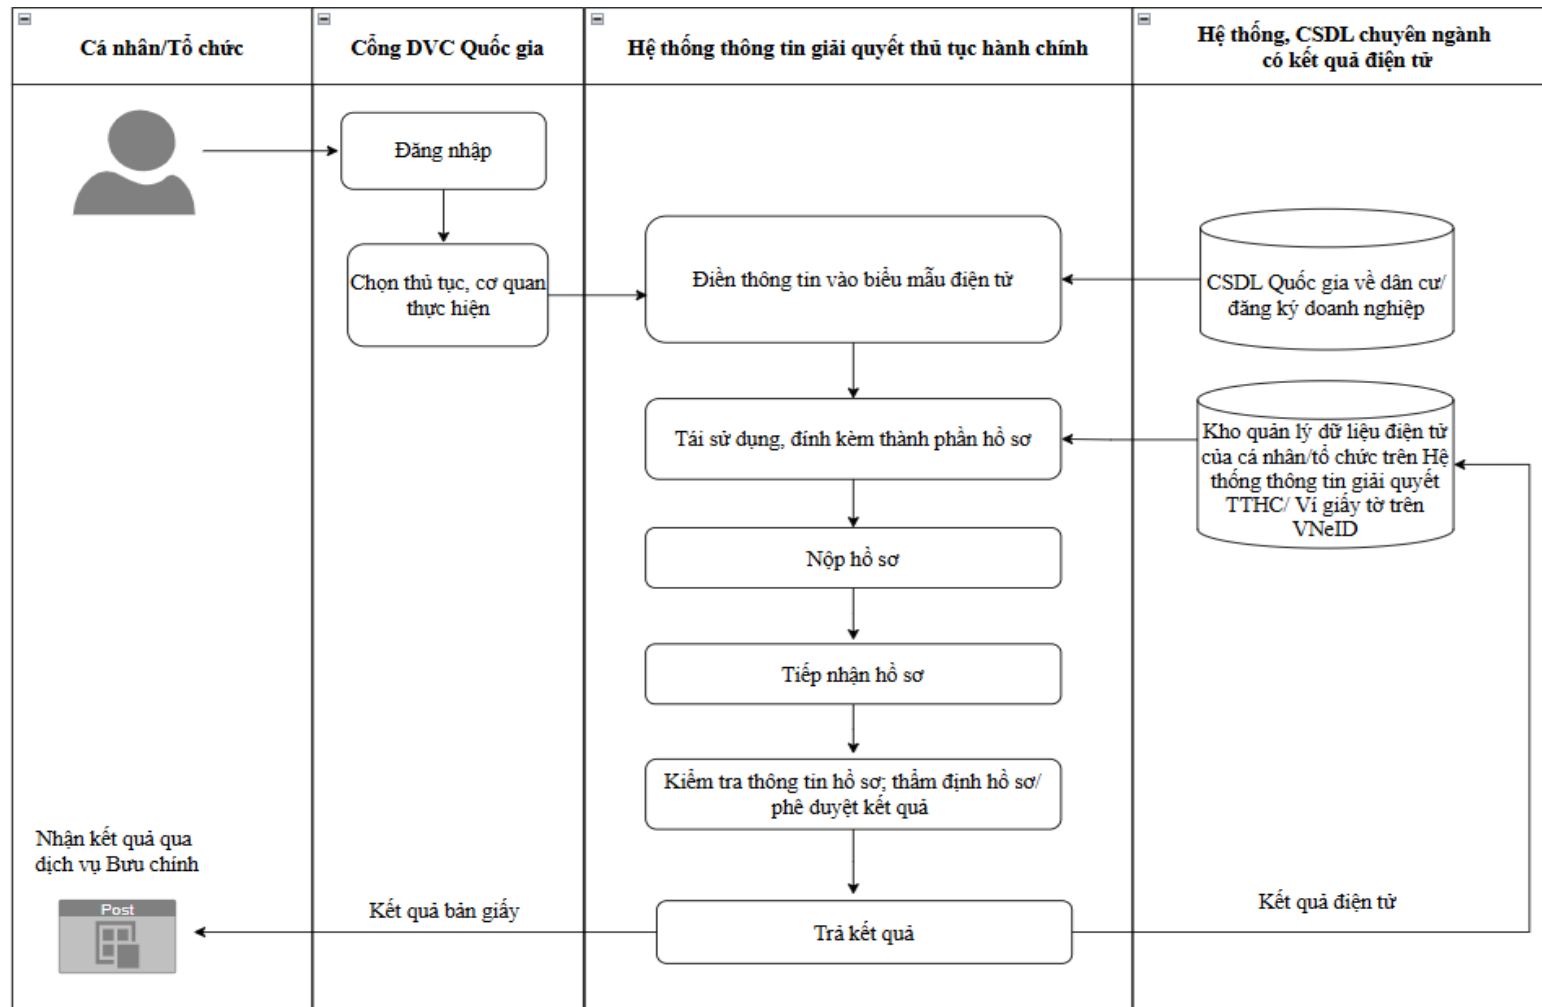 Cá nhân/Tổ chức
Cổng DVC Quốc gia
Hệ thống thông tin giải quyết thủ tục hành chính
Hệ thống, CSDL chuyên ngành
có kết quả điện tử
Đăng nhập
Chọn thủ tục, cơ quan
thực hiện
Điền thông tin vào biểu mẫu điện tử
CSDL Quốc gia về dân cư/
đăng ký doanh nghiệp
Tái sử dụng, đính kèm thành phần hồ sơ
Kho quản lý dữ liệu điện tử
của cá nhân/tổ chức trên Hệ
thống thông tin giải quyết
TTHC/ Ví giấy tờ trên
VNeID
Nộp hồ sơ
Tiếp nhận hồ sơ
Kiểm tra thông tin hồ sơ; thẩm định hồ sơ/
phê duyệt kết quả
Nhận kết quả qua
dịch vụ Bưu chính
Post
Kết quả bản giấy
Trả kết quả
Kết quả điện tử